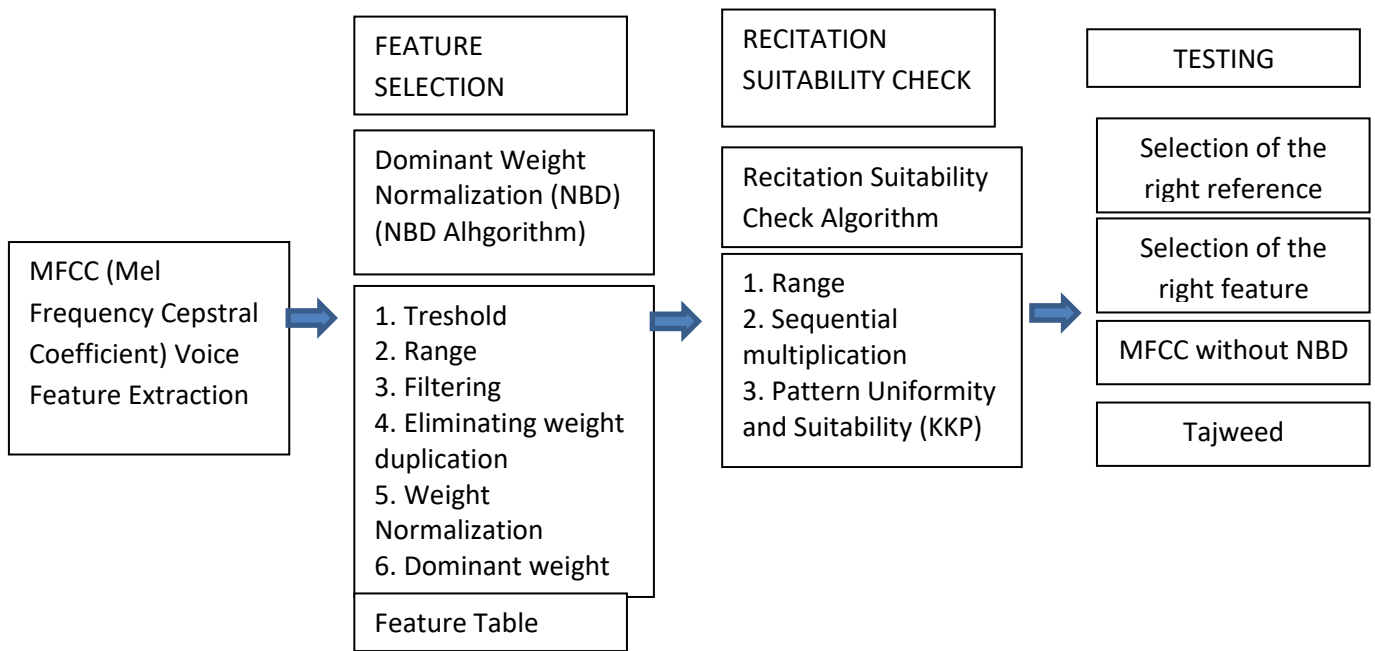 MFCC (Mel
Frequency Cepstral
Coefficient) Voice
Feature Extraction
FEATURE
SELECTION
Dominant Weight
Normalization (NBD)
(NBD Alhgorithm)
1. Treshold
2. Range
3. Filtering
4. Eliminating weight
duplication
5. Weight
Normalization
6. Dominant weight
Feature Table
RECITATION
SUITABILITY CHECK
Recitation Suitability
Check Algorithm
1. Range
2. Sequential
multiplication
3. Pattern Uniformity
and Suitability (KKP)
TESTING
Selection of the
right reference
Selection of the
right feature
MFCC without NBD
Tajweed